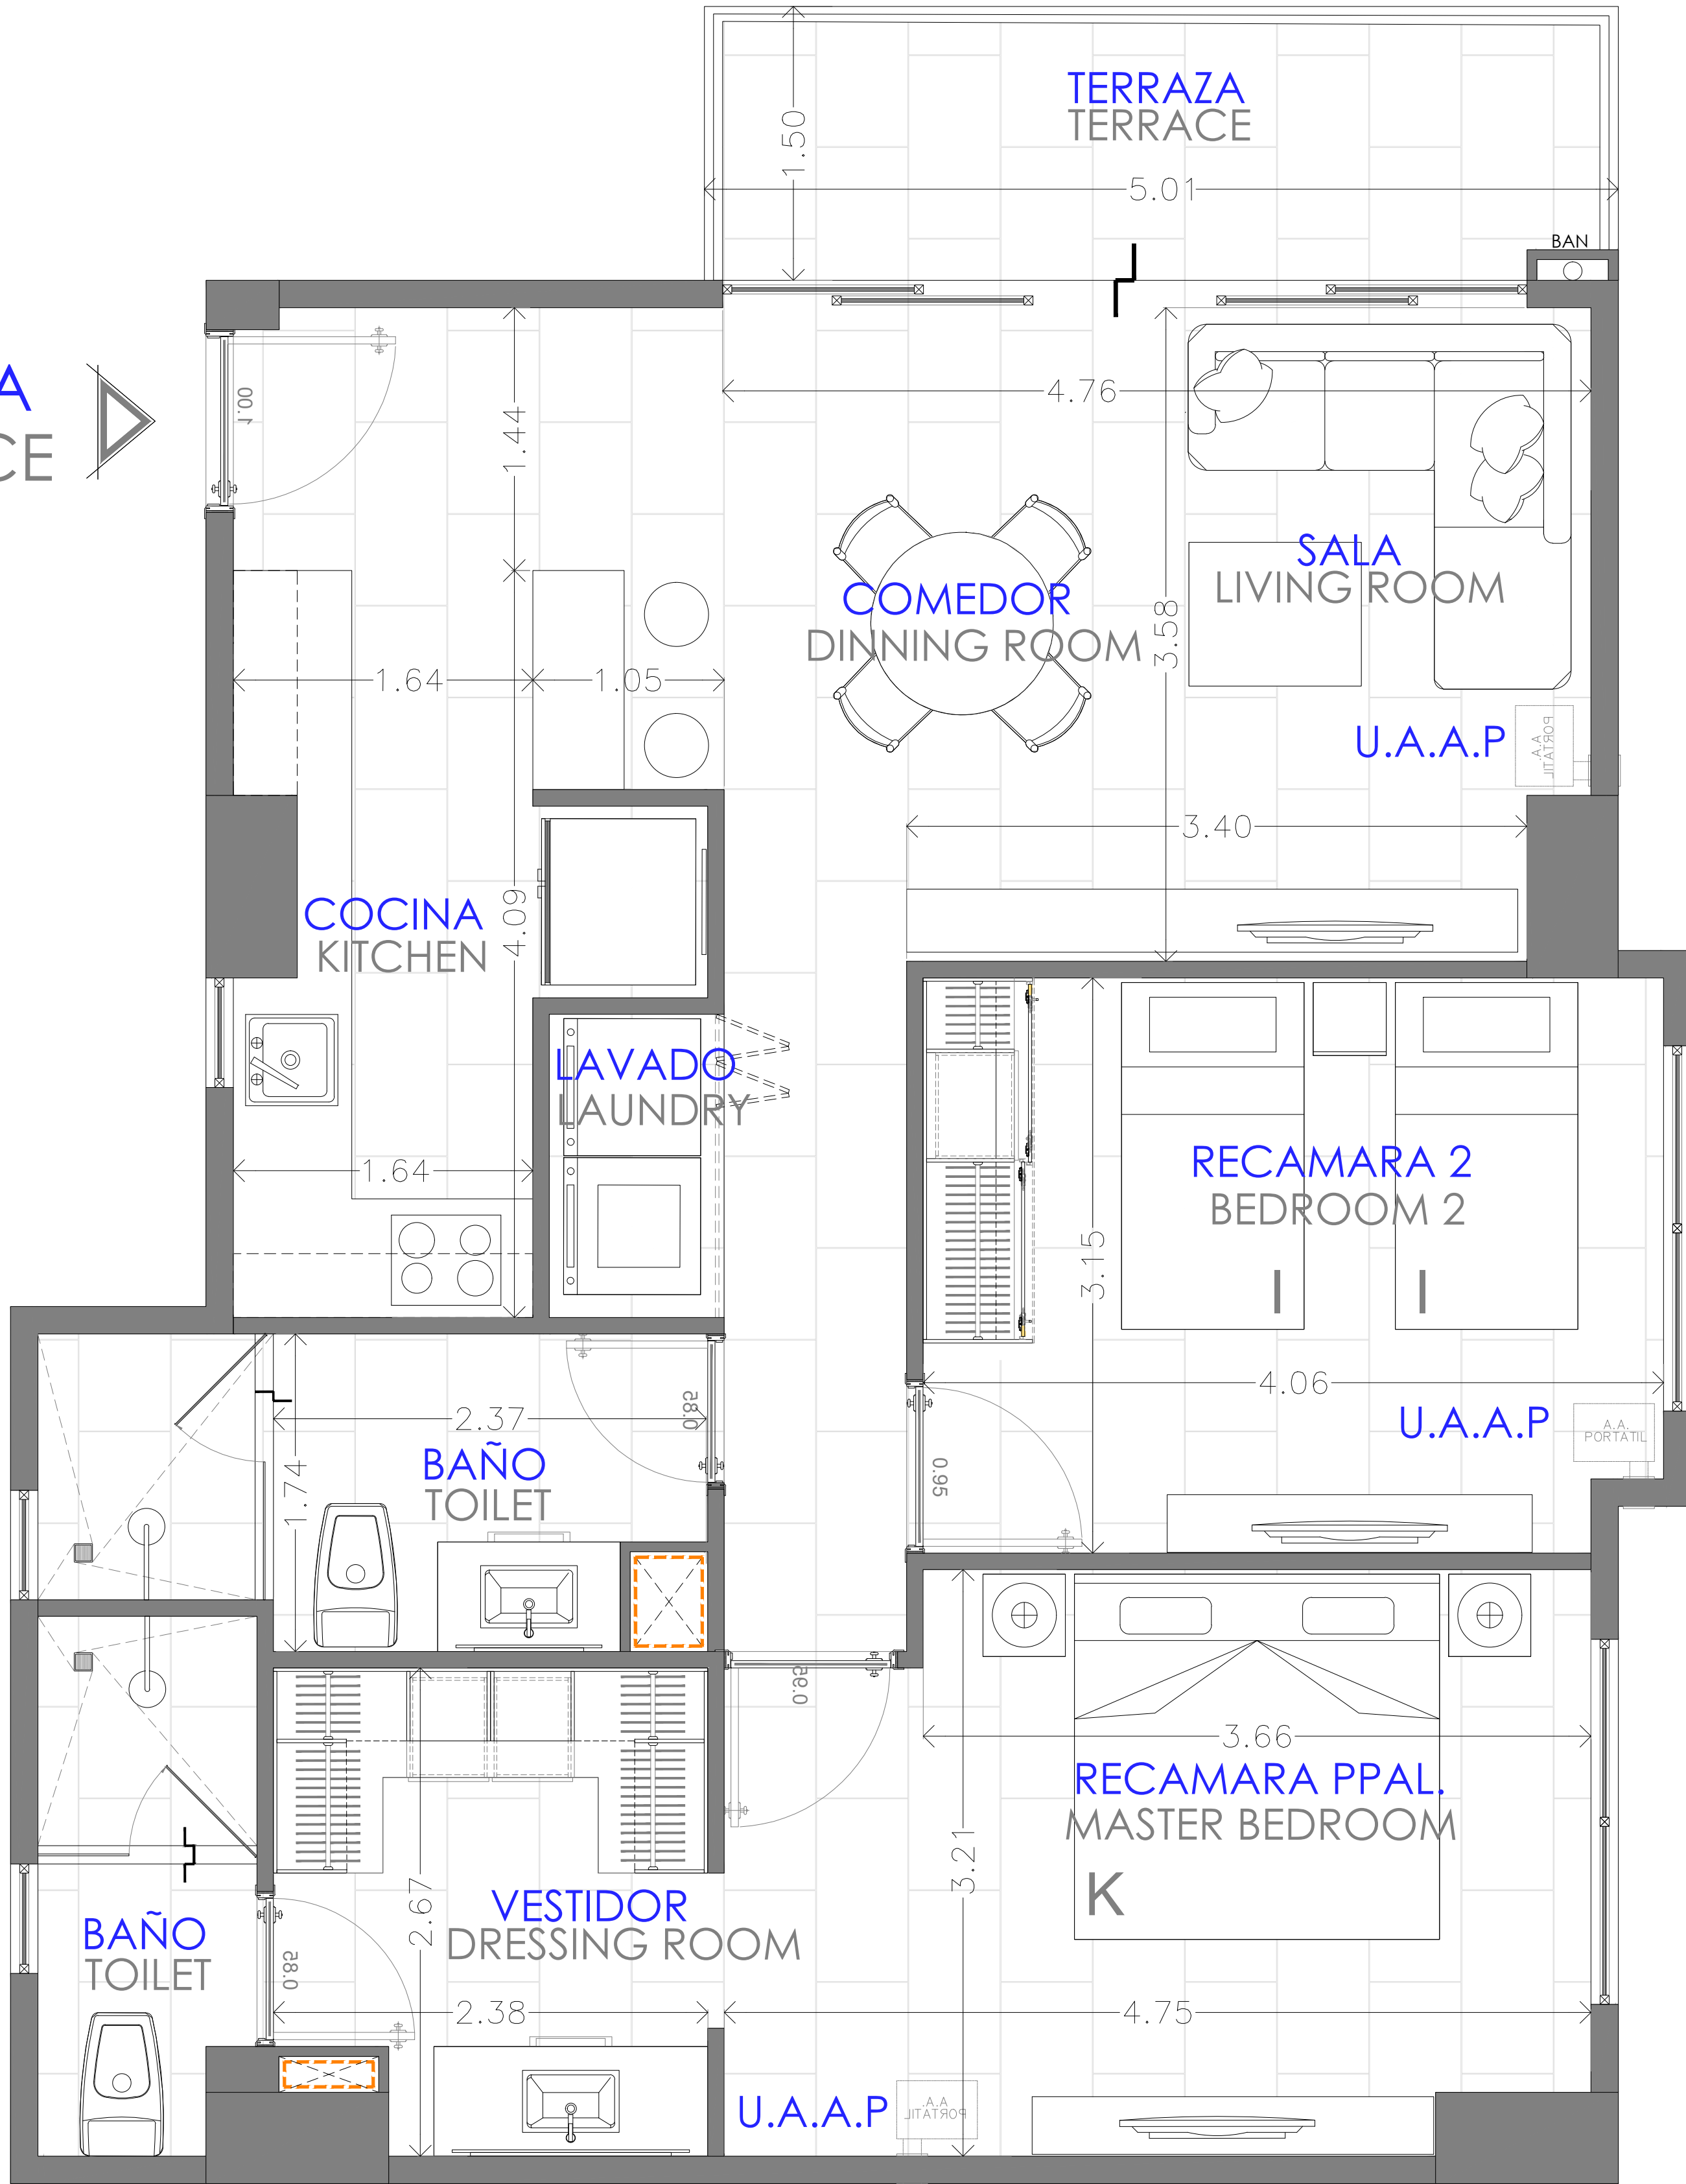 TERRAZA
TERRACE
1.50
5.01
BAN
A
CE
1.00
1.44
4.76
SALA
LIVING ROOM
COMEDOR
DINNING ROOM
3.58
1.64
1.05
U.A.A.P
A.A.
PORTATIL
3.40
COCINA
KITCHEN
4.09
LAVADO
LAUNDRY
1.64
RECAMARA 2
BEDROOM 2
3.15
4.06
U.A.A.P
A.A.
PORTATIL
2.37
0.85
BAÑO
TOILET
1.74
0.95
0.95
3.66
RECAMARA PPAL.
MASTER BEDROOM
K
3.21
2.67
VESTIDOR
DRESSING ROOM
BAÑO
TOILET
0.85
2.38
4.75
U.A.A.P
A.A.
PORTATIL